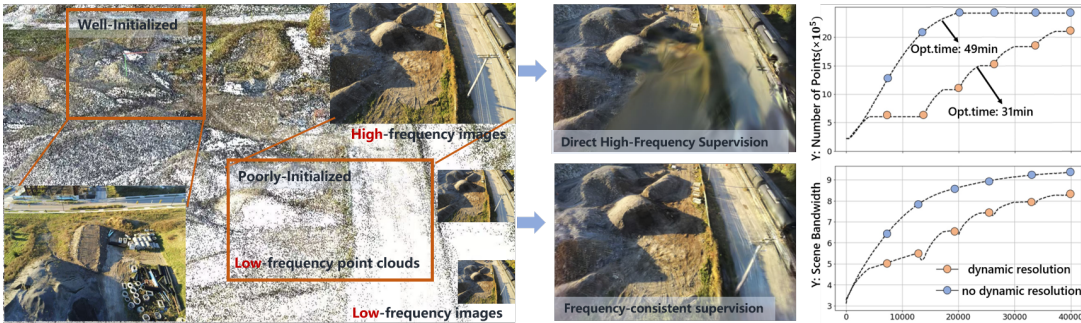 Well-Initialized
High-frequency images
Poorly-Initialized
Low-frequency point clouds
Low-frequency images
Direct High-Frequency Supervision
Frequency-consistent supervision
Y: Number of Points(×10⁵)
20
15
10
5
0
Opt.time: 49min
Opt.time: 31min
Y: Scene Bandwidth
9
8
7
6
5
4
3
dynamic resolution
no dynamic resolution
0
10000
20000
30000
40000